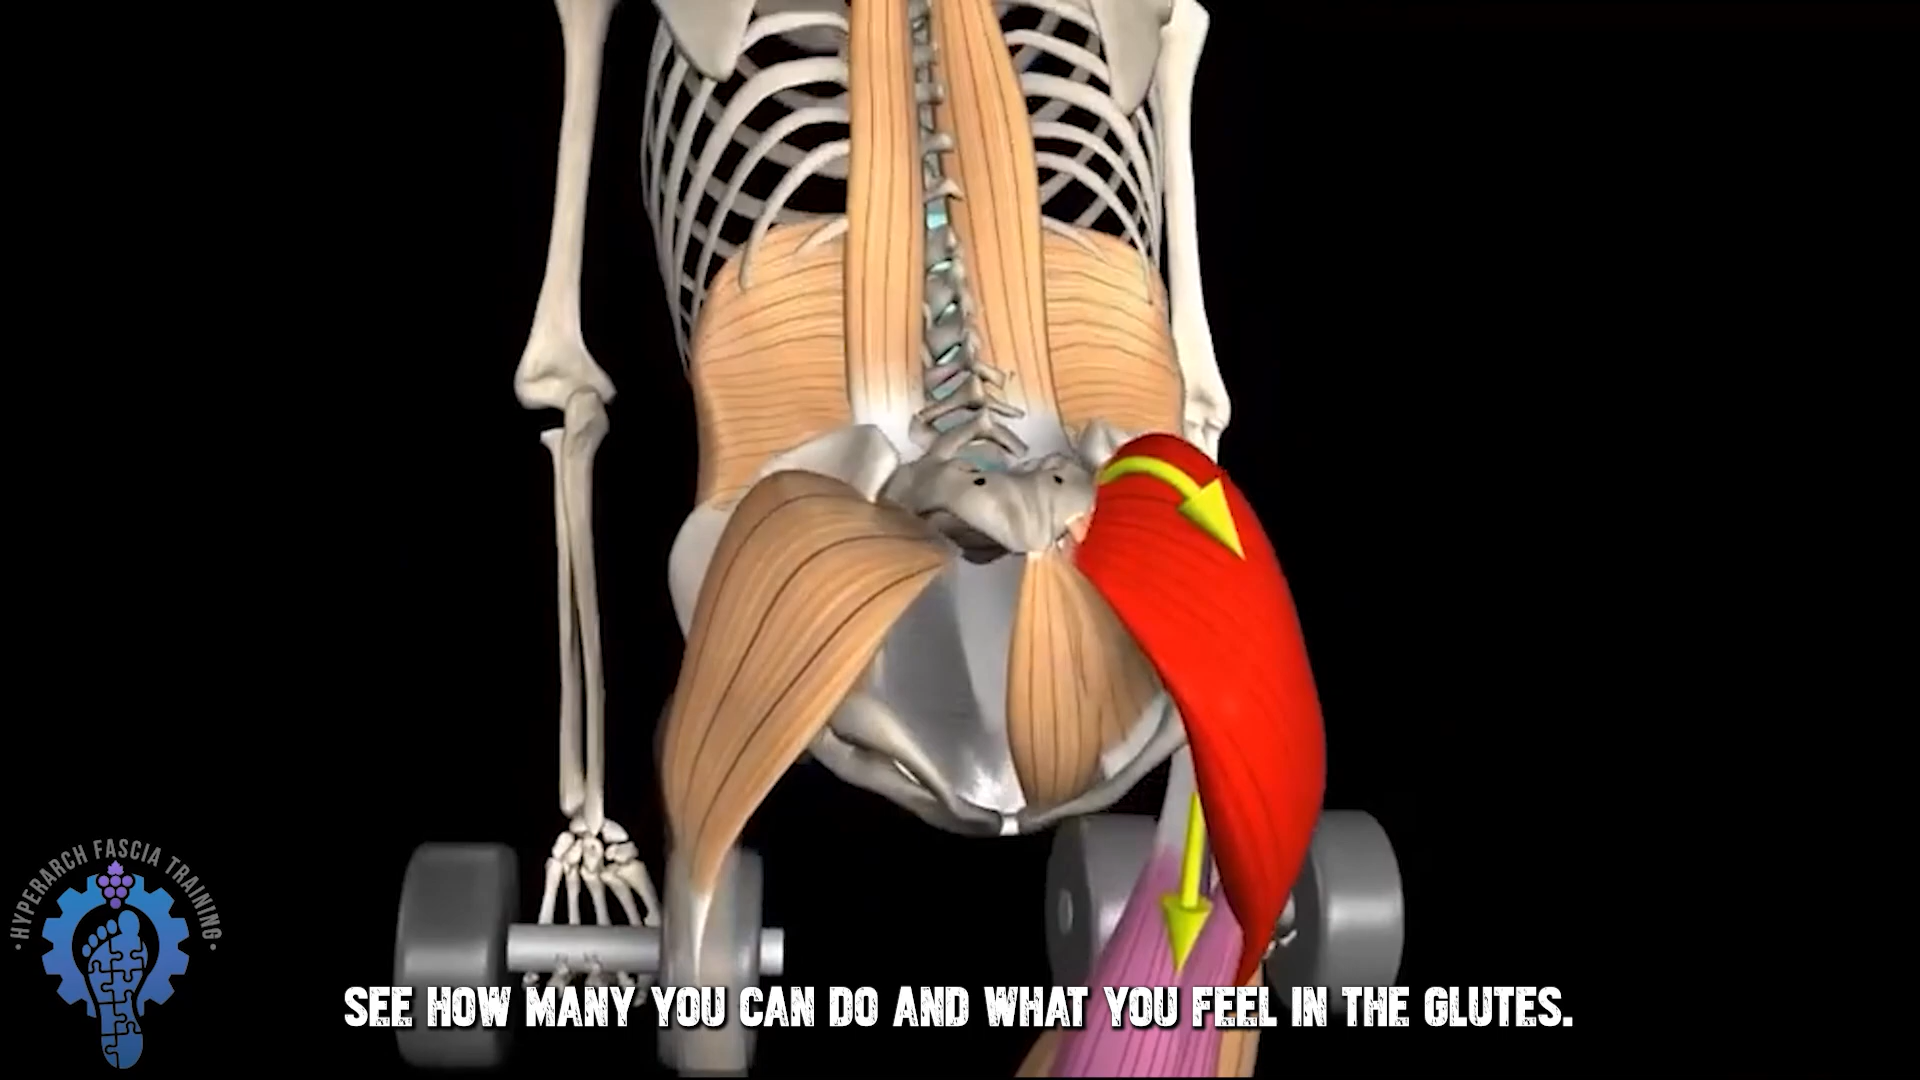 ·HYPERARCH FASCIA TRAINING·
SEE HOW MANY YOU CAN DO AND WHAT YOU FEEL IN THE GLUTES.